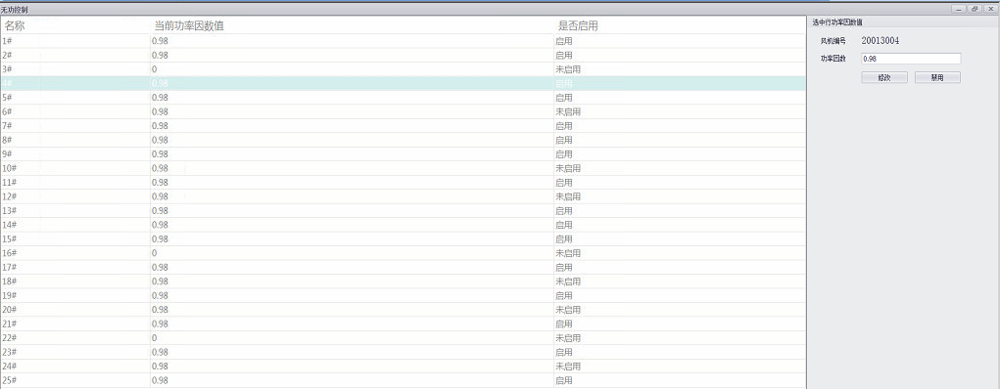 无功控制
名称 当前功率因数值 是否启用
1# 0.98 启用
2# 0.98 启用
3# 0 未启用
4# 0.98 启用
5# 0.98 启用
6# 0.98 未启用
7# 0.98 启用
8# 0.98 启用
9# 0.98 启用
10# 0.98 未启用
11# 0.98 启用
12# 0.98 未启用
13# 0.98 启用
14# 0.98 启用
15# 0.98 启用
16# 0 未启用
17# 0.98 启用
18# 0.98 未启用
19# 0.98 启用
20# 0.98 未启用
21# 0.98 启用
22# 0 未启用
23# 0.98 启用
24# 0.98 未启用
25# 0.98 启用
选中行功率因数值
风机编号 20013004
功率因数 0.98
修改 禁用